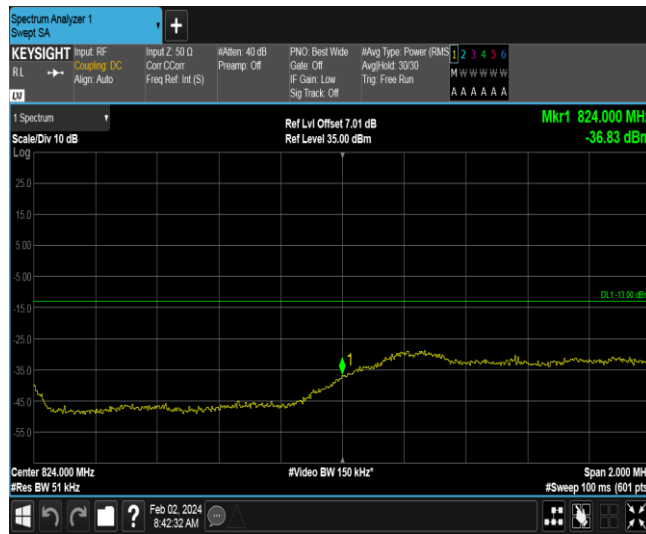 Spectrum Analyzer 1
Swept SA
+
KEYSIGHT
RL
LXI
Input: RF
Coupling: DC
Align: Auto
Input Z: 50 Ω
Corr CCorr
Freq Ref: Int (S)
#Atten: 40 dB
Preamp: Off
PNO: Best Wide
Gate: Off
IF Gain: Low
Sig Track: Off
#Avg Type: Power (RMS
Avg|Hold: 30/30
Trig: Free Run
1 2 3 4 5 6
M W W W W W
A A A A A A
1 Spectrum
Scale/Div 10 dB
Ref Lvl Offset 7.01 dB
Ref Level 35.00 dBm
Mkr1 824.000 MHz
-36.83 dBm
Log
25.0
15.0
5.00
-5.00
-15.0
-25.0
-35.0
-45.0
-55.0
DL1 -13.00 dBm
1
Center 824.000 MHz
#Res BW 51 kHz
#Video BW 150 kHz*
Span 2.000 MH
#Sweep 100 ms (601 pts
?
Feb 02, 2024
8:42:32 AM